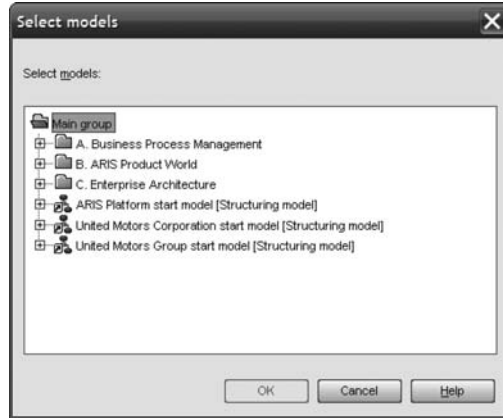 Select models
Select models:
Main group
A. Business Process Management
B. ARIS Product World
C. Enterprise Architecture
ARIS Platform start model [Structuring model]
United Motors Corporation start model [Structuring model]
United Motors Group start model [Structuring model]
OK
Cancel
Help